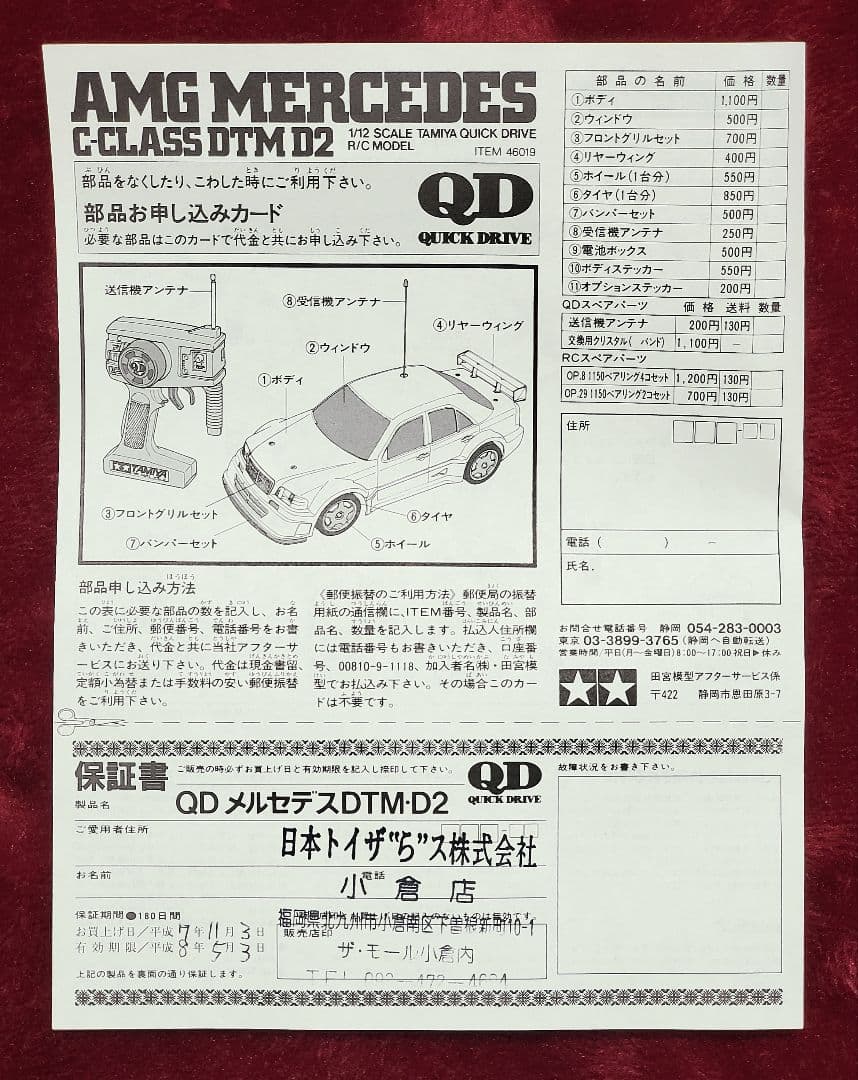 AMG MERCEDES
C-CLASS DTM D2 1/12 SCALE TAMIYA QUICK DRIVE
R/C MODEL ITEM 46019
部品をなくしたり、こわした時にご利用下さい。
部品お申し込みカード
必要な部品はこのカードで代金と共にお申し込み下さい。
QD
QUICK DRIVE
送信機アンテナ
⑧受信機アンテナ
④リヤーウィング
②ウィンドウ
①ボディ
QD
TAMIYA
③フロントグリルセット
⑥タイヤ
⑦バンパーセット
⑤ホイール
部品の名前 価格 数量
①ボディ 1,100円
②ウィンドウ 500円
③フロントグリルセット 700円
④リヤーウィング 400円
⑤ホイール(1台分) 550円
⑥タイヤ(1台分) 850円
⑦バンパーセット 500円
⑧受信機アンテナ 250円
⑨電池ボックス 500円
⑩ボディステッカー 550円
⑪オプションステッカー 200円
QDスペアパーツ 価格 送料 数量
送信機アンテナ 200円 130円
交換用クリスタル( バンド) 1,100円 −
RCスペアパーツ
OP.8 1150ベアリング4コセット 1,200円 130円
OP.29 1150ベアリング2コセット 700円 130円
住所
電話( ) −
氏名.
部品申し込み方法
この表に必要な部品の数を記入し、お名
前、ご住所、郵便番号、電話番号をお書
きいただき、代金と共に当社アフターサ
ービスにお送り下さい。代金は現金書留、
定額小為替または手数料の安い郵便振替
をご利用下さい。
《郵便振替のご利用方法》郵便局の振替
用紙の通信欄に、ITEM番号、製品名、部
品名、数量を記入します。払込人住所欄
には電話番号もお書きいただき、口座番
号、00810-9-1118、加入者名㈱・田宮模
型でお払込み下さい。その場合このカー
ドは不要です。
お問合せ電話番号 静岡 054-283-0003
東京 03-3899-3765(静岡へ自動転送)
営業時間/平日(月〜金曜日)8:00〜17:00祝日▶休み
田宮模型アフターサービス係
〒422 静岡市恩田原3-7
保証書 ご販売の時必ずお買上げ日と有効期限を記入し捺印して下さい。
QD
QUICK DRIVE
製品名 QD メルセデスDTM・D2
ご愛用者住所
日本トイザ"ら"ス株式会社
お名前 電話
小倉店
保証期間●180日間
お買上げ日/平成7年11月3日
有効期限/平成8年5月3日
上記の製品を裏面の通り保証します。
福岡県北九州市小倉南区下曽根新町10-1
販売店印
ザ・モール小倉内
故障状況をお書き下さい。